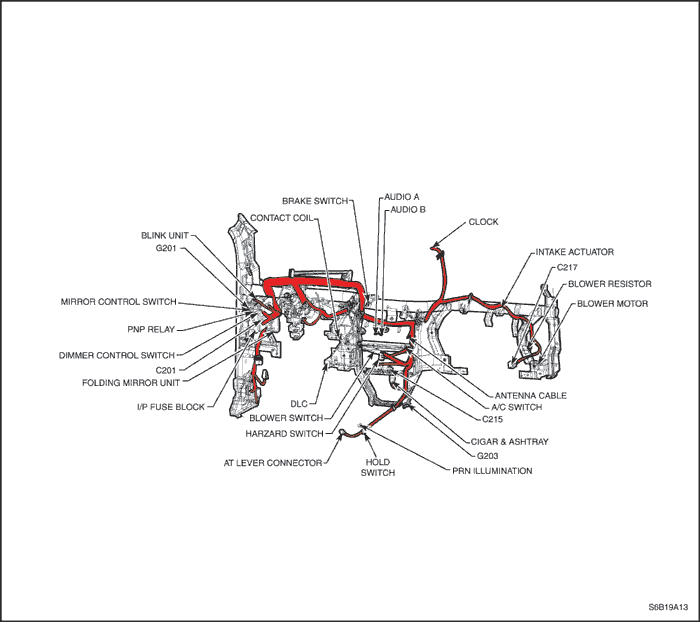 BRAKE SWITCH
AUDIO A
AUDIO B
CONTACT COIL
CLOCK
BLINK UNIT
G201
INTAKE ACTUATOR
C217
BLOWER RESISTOR
MIRROR CONTROL SWITCH
BLOWER MOTOR
PNP RELAY
DIMMER CONTROL SWITCH
C201
FOLDING MIRROR UNIT
ANTENNA CABLE
I/P FUSE BLOCK
DLC
A/C SWITCH
BLOWER SWITCH
C215
HARZARD SWITCH
CIGAR & ASHTRAY
G203
AT LEVER CONNECTOR
HOLD
SWITCH
PRN ILLUMINATION
S6B19A13